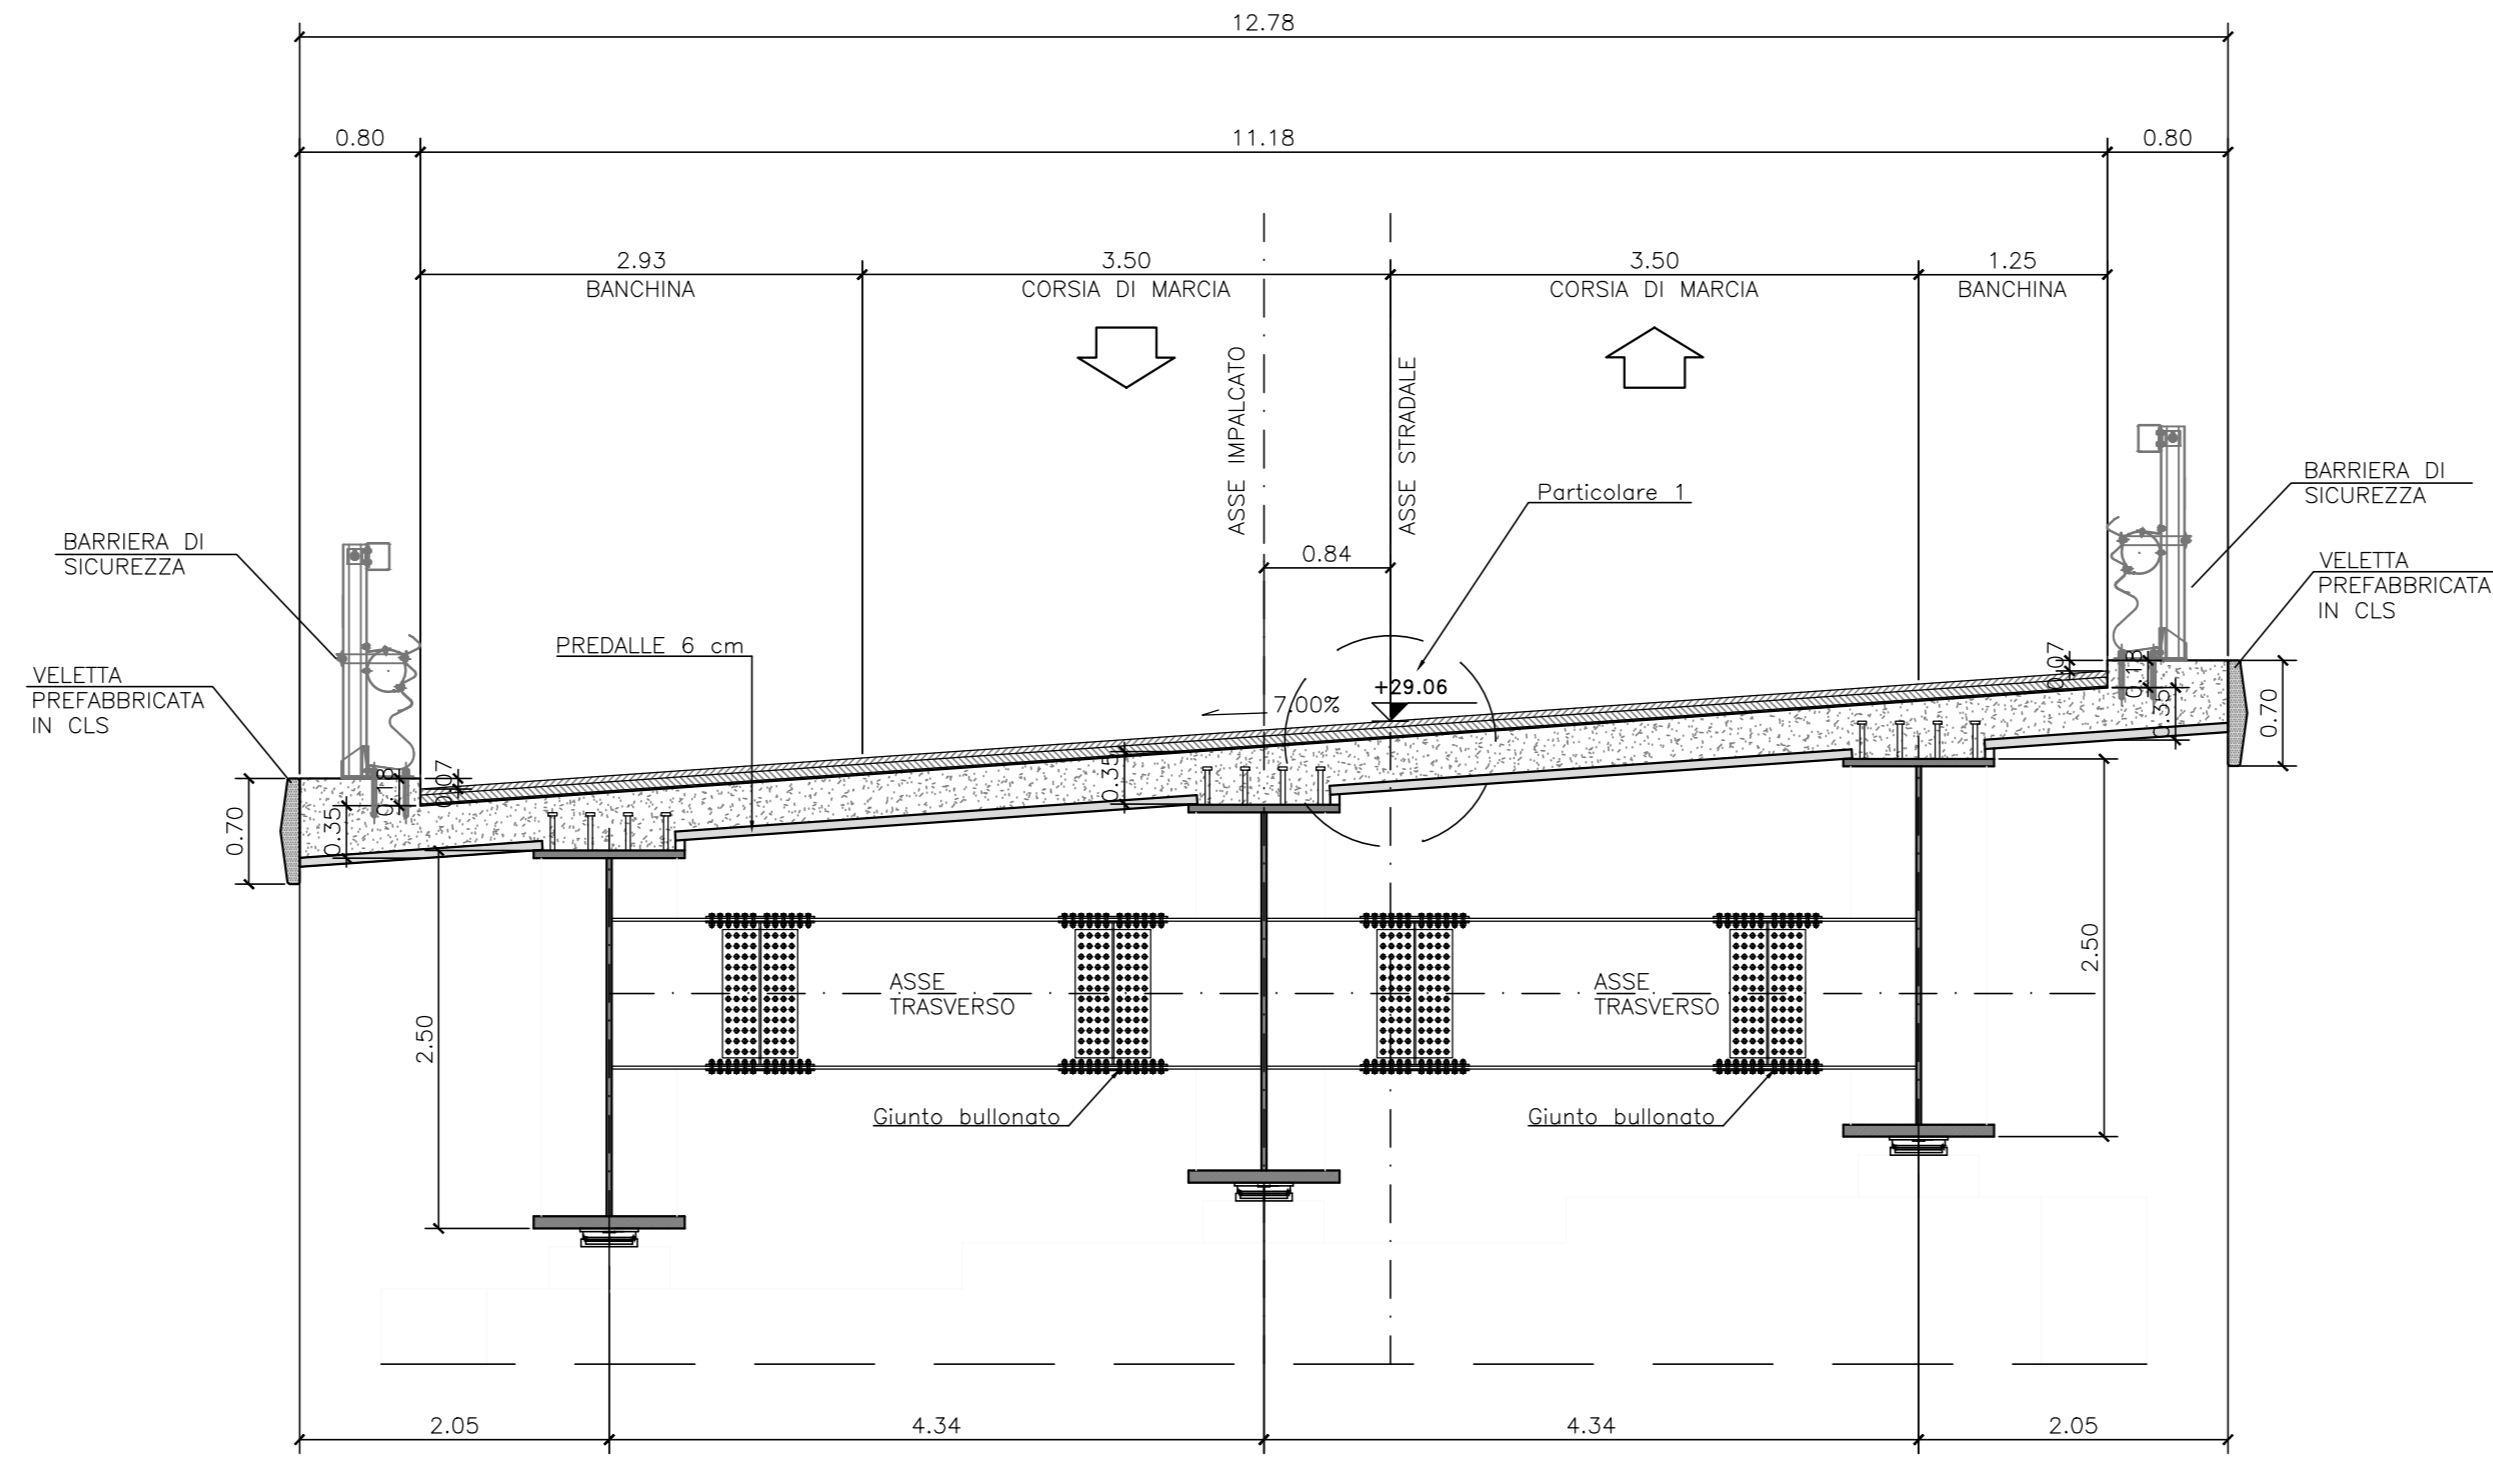 12.78
0.80
11.18
0.80
2.93
BANCHINA
3.50
CORSIA DI MARCIA
3.50
CORSIA DI MARCIA
1.25
BANCHINA
ASSE IMPALCATO
ASSE STRADALE
0.84
Particolare 1
BARRIERA DI
SICUREZZA
BARRIERA DI
SICUREZZA
VELETTA
PREFABBRICATA
IN CLS
VELETTA
PREFABBRICATA
IN CLS
PREDALLE 6 cm
+29.06
7.00%
0.07
0.18
0.35
0.70
0.07
0.18
0.35
0.70
0.35
2.50
2.50
ASSE
TRASVERSO
ASSE
TRASVERSO
Giunto bullonato
Giunto bullonato
2.05
4.34
4.34
2.05